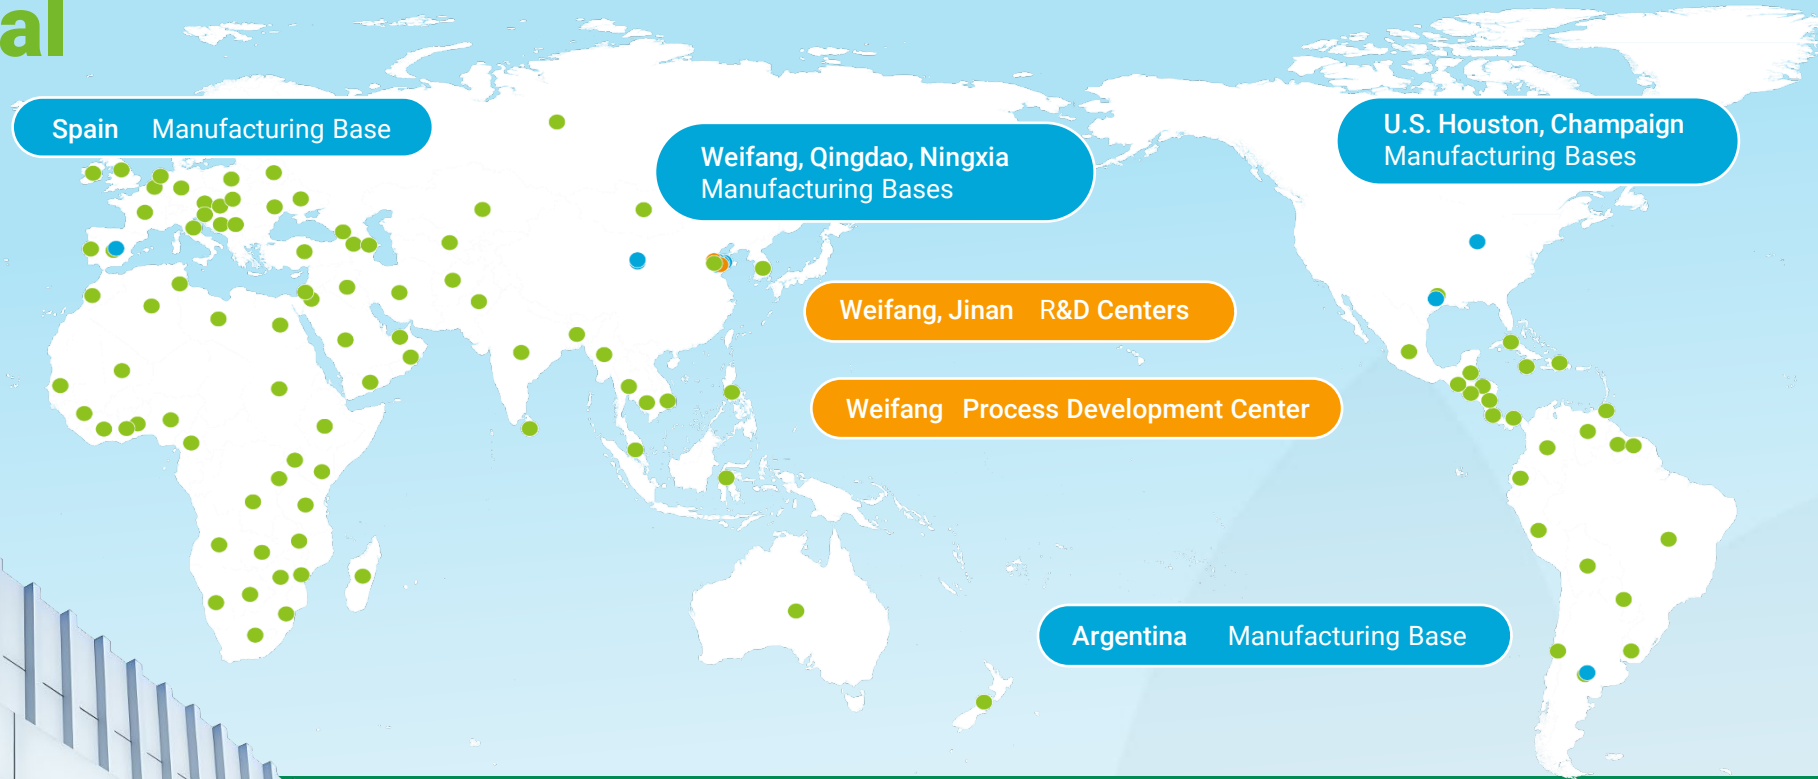 al
Spain Manufacturing Base
Weifang, Qingdao, Ningxia
Manufacturing Bases
U.S. Houston, Champaign
Manufacturing Bases
Weifang, Jinan R&D Centers
Weifang Process Development Center
Argentina Manufacturing Base